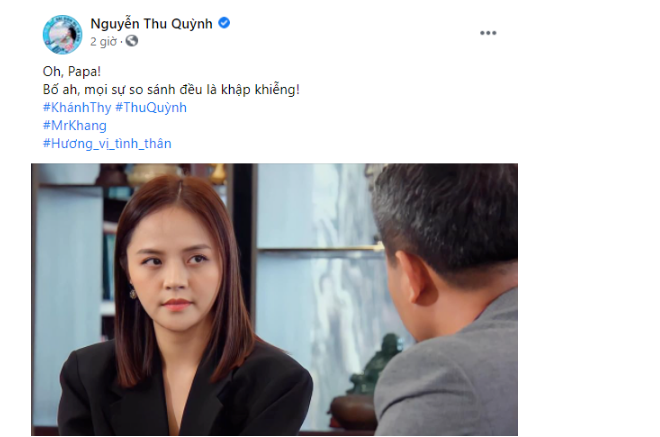 Nguyễn Thu Quỳnh
2 giờ ·
Oh, Papa!
Bố ah, mọi sự so sánh đều là khập khiễng!
#KhánhThy #ThuQuỳnh
#MrKhang
#Hương_vị_tình_thân